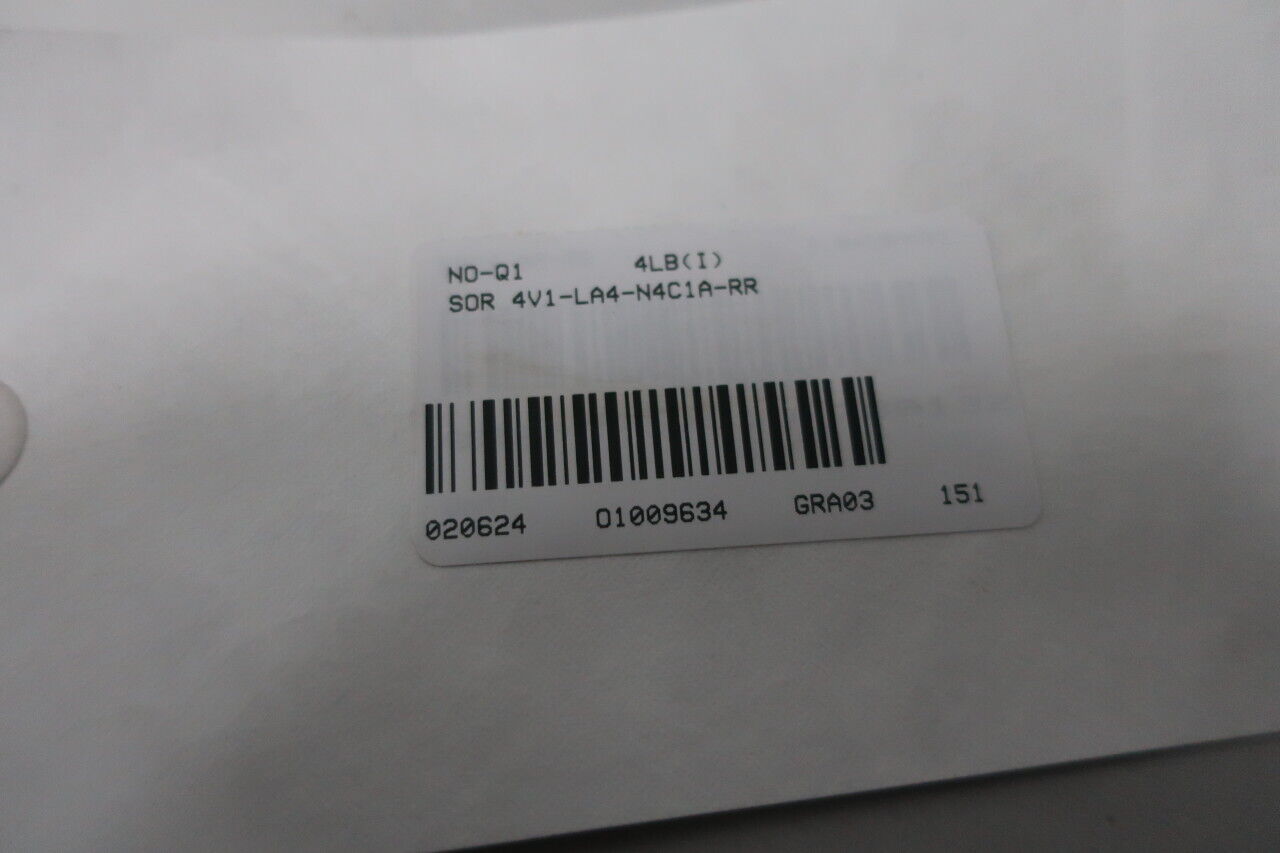 NO-Q1 4LB(I)
SOR 4V1-LA4-N4C1A-RR
020624 01009634 GRA03 151